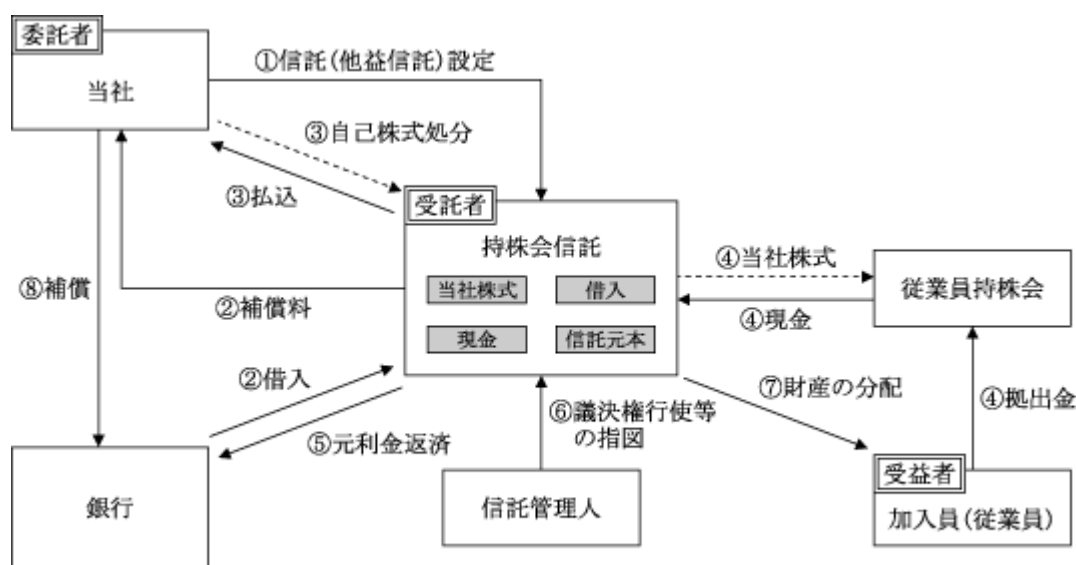 委託者
当社
①信託(他益信託)設定
③自己株式処分
③払込
受託者
持株会信託
④当社株式
当社株式
借入
従業員持株会
⑧補償
②補償料
④現金
現金
信託元本
②借入
⑦財産の分配
④拠出金
⑥議決権行使等
の指図
⑤元利金返済
受益者
銀行
信託管理人
加入員(従業員)